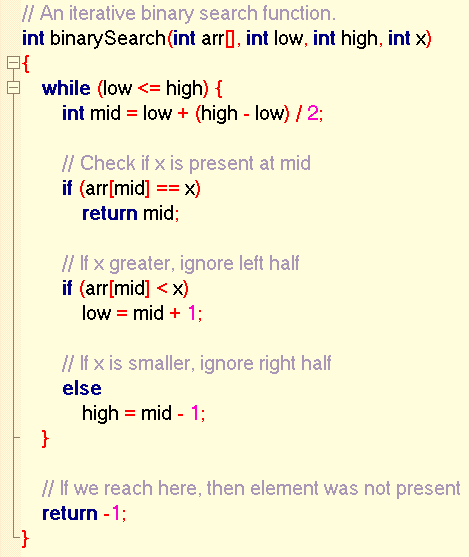 // An iterative binary search function.
int binarySearch(int arr[], int low, int high, int x)
{
    while (low <= high) {
        int mid = low + (high - low) / 2;

        // Check if x is present at mid
        if (arr[mid] == x)
            return mid;

        // If x greater, ignore left half
        if (arr[mid] < x)
            low = mid + 1;

        // If x is smaller, ignore right half
        else
            high = mid - 1;
    }

    // If we reach here, then element was not present
    return -1;
}